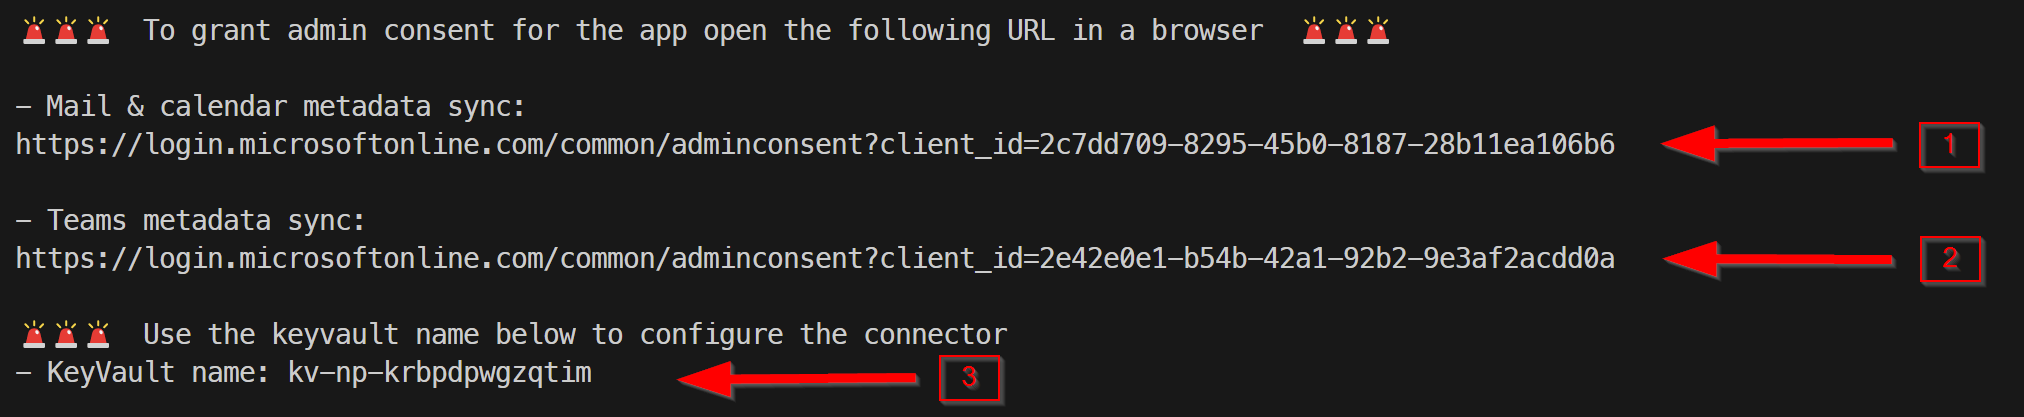 🚨🚨🚨 To grant admin consent for the app open the following URL in a browser 🚨🚨🚨
- Mail & calendar metadata sync:
https://login.microsoftonline.com/common/adminconsent?client_id=2c7dd709-8295-45b0-8187-28b11ea106b6
1
- Teams metadata sync:
https://login.microsoftonline.com/common/adminconsent?client_id=2e42e0e1-b54b-42a1-92b2-9e3af2acdd0a
2
🚨🚨🚨 Use the keyvault name below to configure the connector
- KeyVault name: kv-np-krbpdpwgzqtim
3